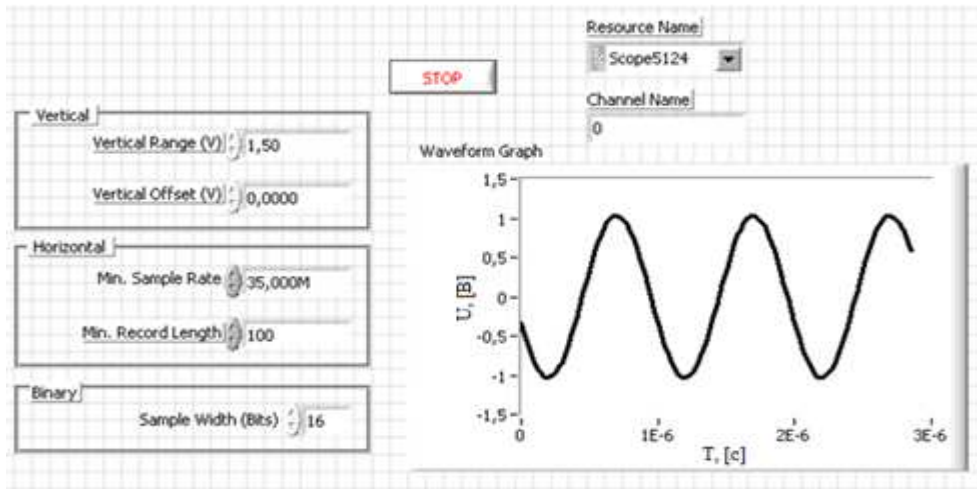 Resource Name
Scope5124
STOP
Channel Name
0
Vertical
Vertical Range (V) 1,50
Vertical Offset (V) 0,0000
Horizontal
Min. Sample Rate 35,000M
Min. Record Length 100
Binary
Sample Width (Bits) 16
Waveform Graph
U, [В]
1,5
1
0,5
0
-0,5
-1
-1,5
0 1E-6 2E-6 3E-6
T, [c]